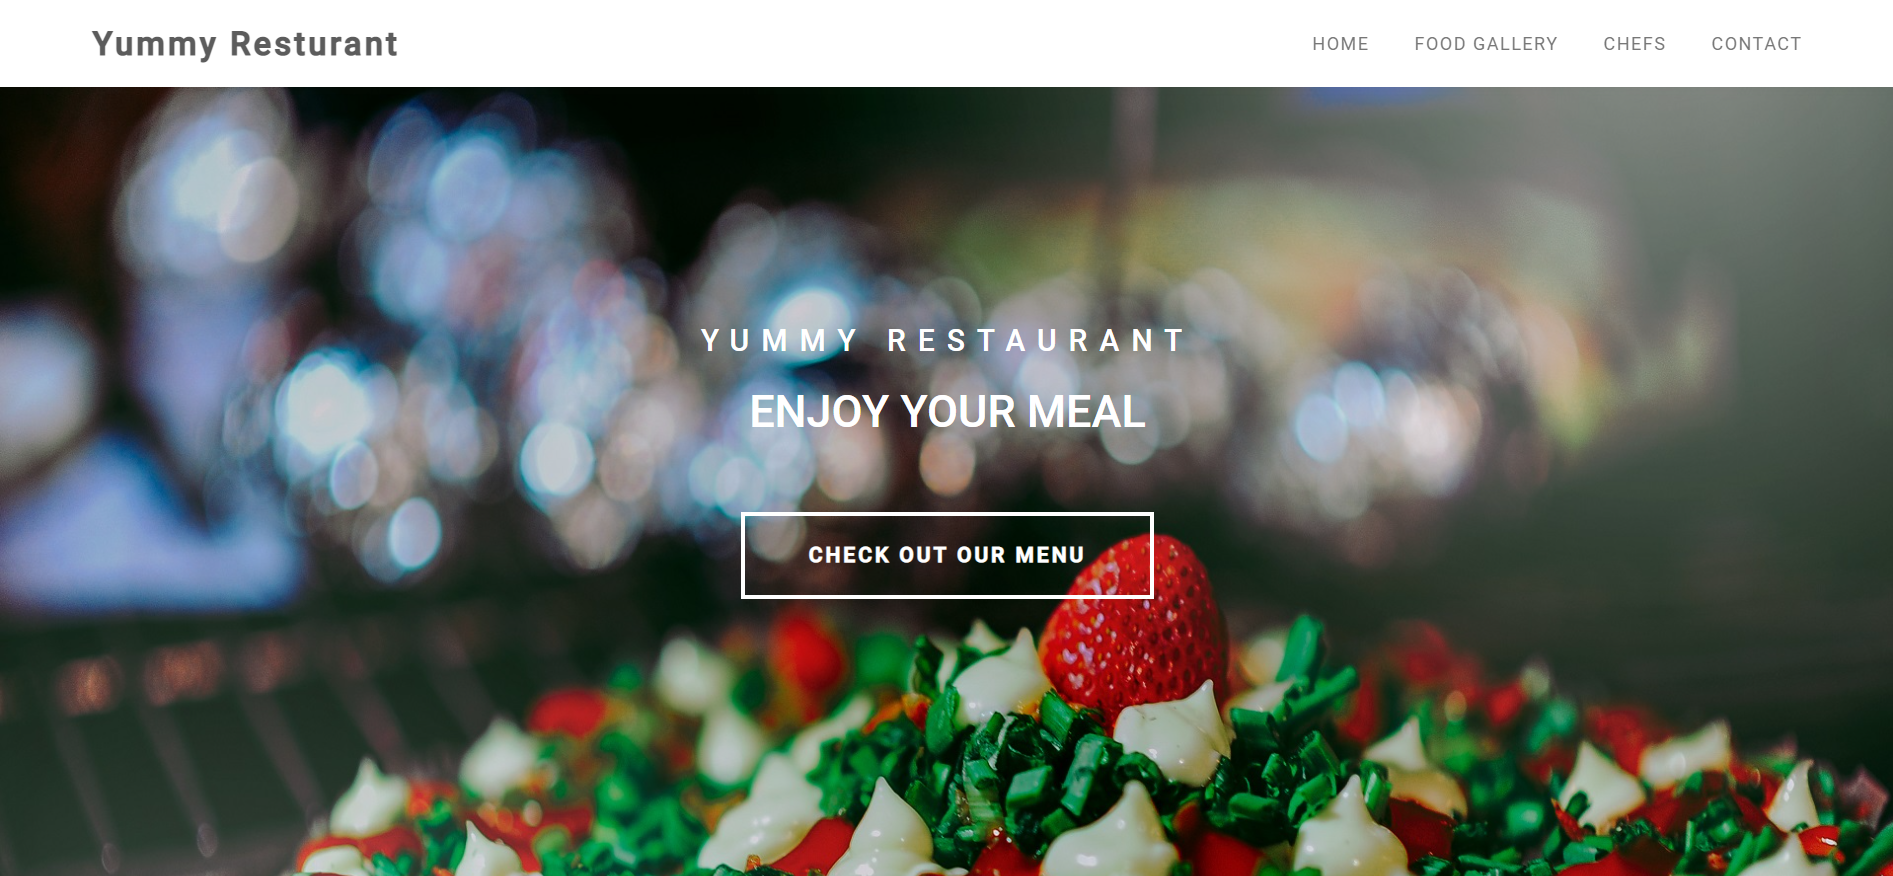 Yummy Resturant
HOME FOOD GALLERY CHEFS CONTACT
YUMMY RESTAURANT
ENJOY YOUR MEAL
CHECK OUT OUR MENU